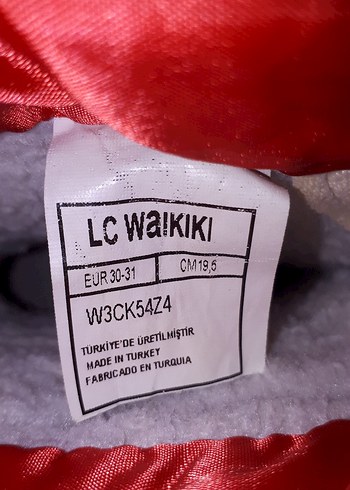 LC WaIKIKI
EUR 30-31 CM 19,5
W3CK54Z4
TÜRKİYE'DE ÜRETİLMİŞTİR
MADE IN TURKEY
FABRICADO EN TURQUIA